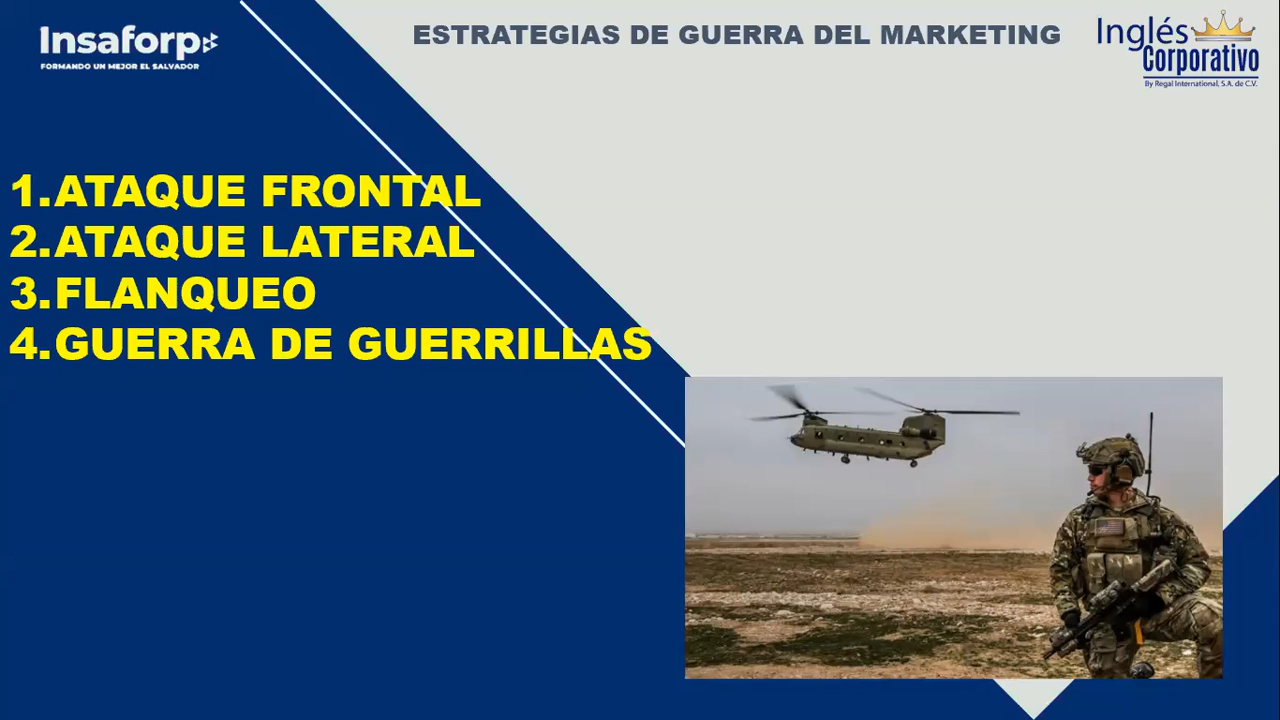 Insaforp
FORMANDO UN MEJOR EL SALVADOR
ESTRATEGIAS DE GUERRA DEL MARKETING
Inglés
Corporativo
By Regal International, S.A. de C.V.
1.ATAQUE FRONTAL
2.ATAQUE LATERAL
3.FLANQUEO
4.GUERRA DE GUERRILLAS